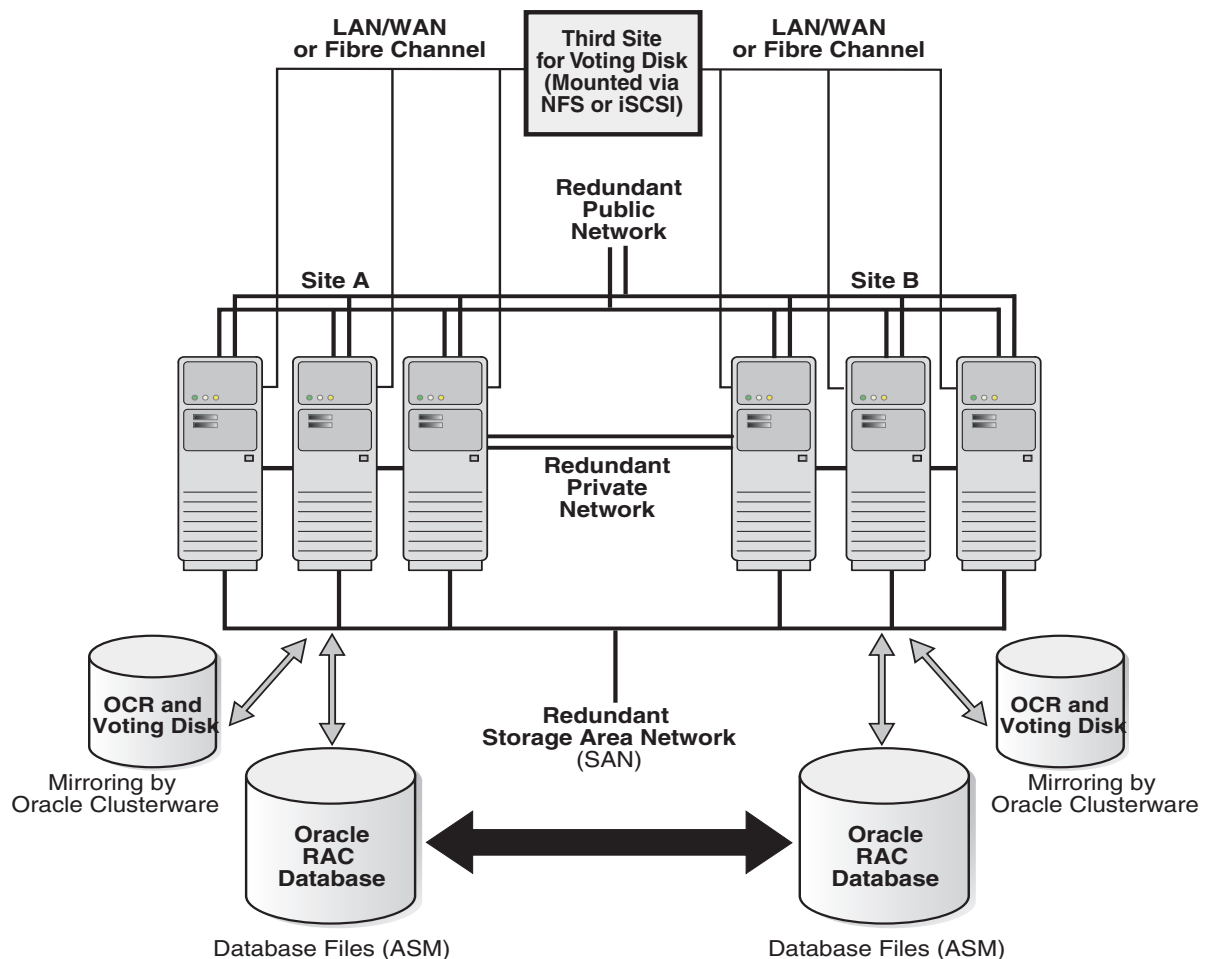 LAN/WAN
or Fibre Channel
Third Site
for Voting Disk
(Mounted via
NFS or iSCSI)
LAN/WAN
or Fibre Channel
Redundant
Public
Network
Site A
Site B
Redundant
Private
Network
OCR and
Voting Disk
Mirroring by
Oracle Clusterware
Redundant
Storage Area Network
(SAN)
OCR and
Voting Disk
Mirroring by
Oracle Clusterware
Oracle
RAC
Database
Oracle
RAC
Database
Database Files (ASM)
Database Files (ASM)